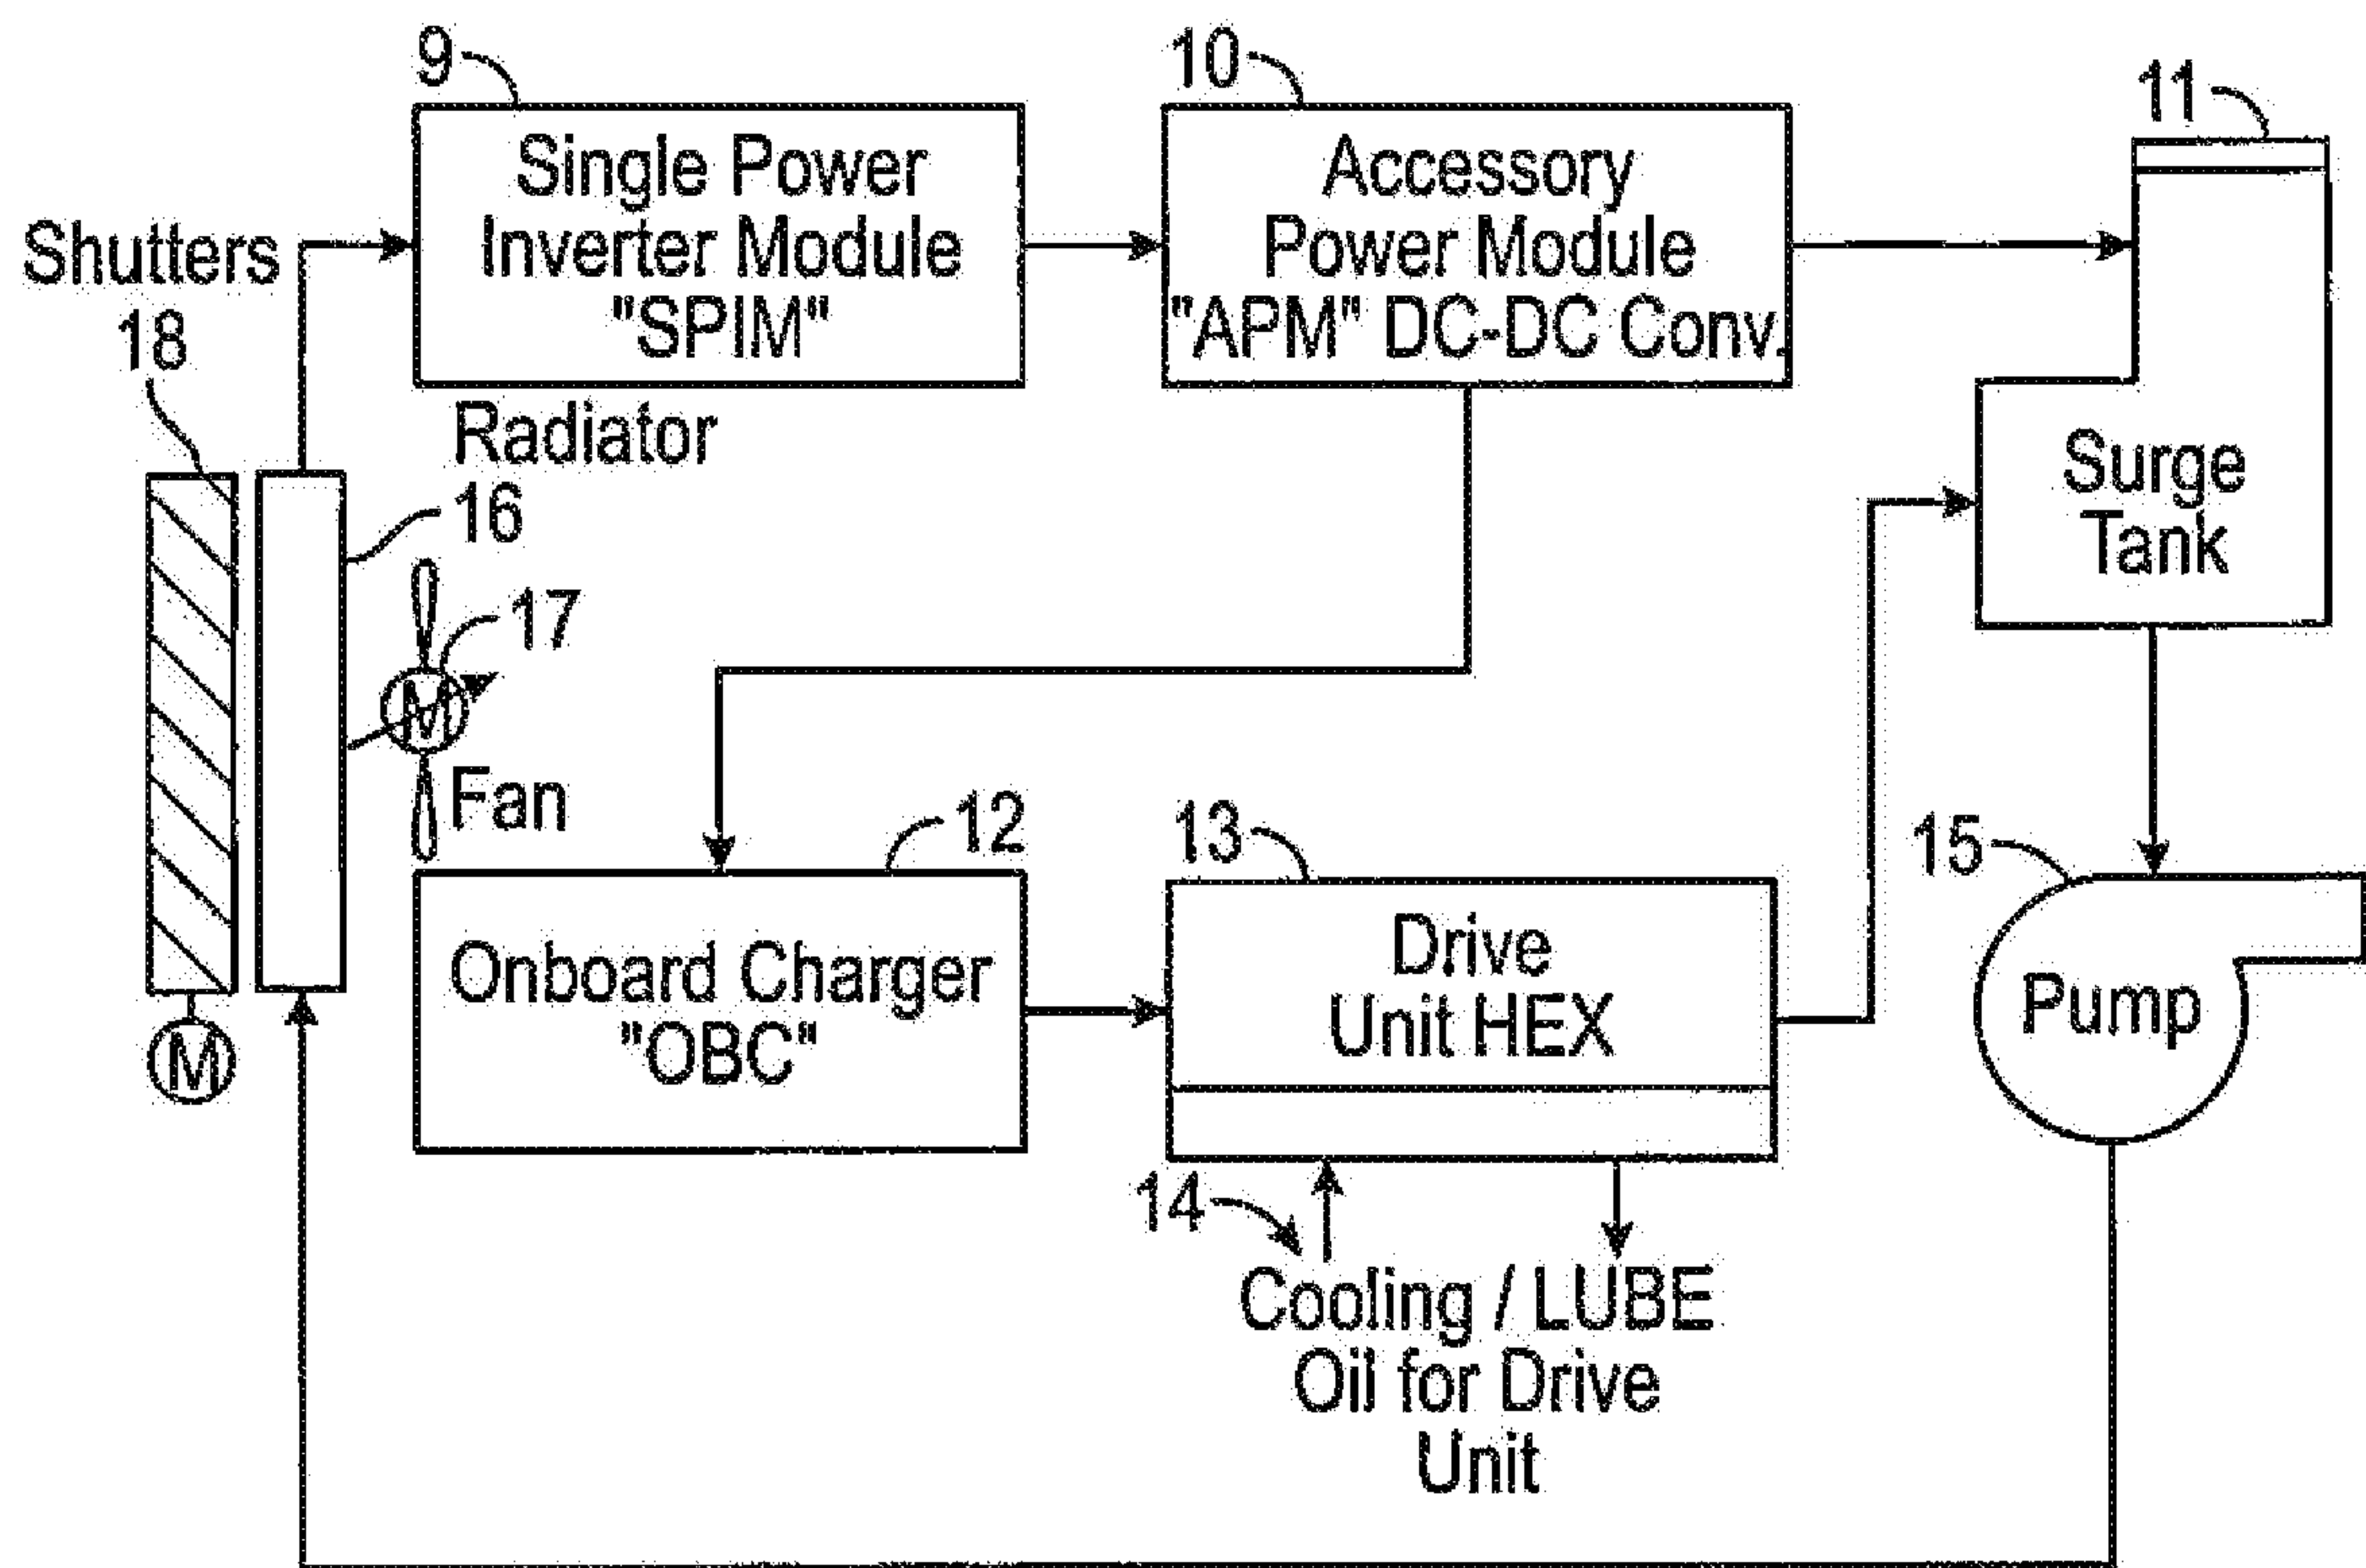 9
Single Power
Inverter Module
"SPIM"
10
Accessory
Power Module
"APM" DC-DC Conv.
11
Surge
Tank
Shutters
18
Radiator
16
17
M
Fan
M
12
Onboard Charger
"OBC"
13
Drive
Unit HEX
14
Cooling / LUBE
Oil for Drive
Unit
15
Pump